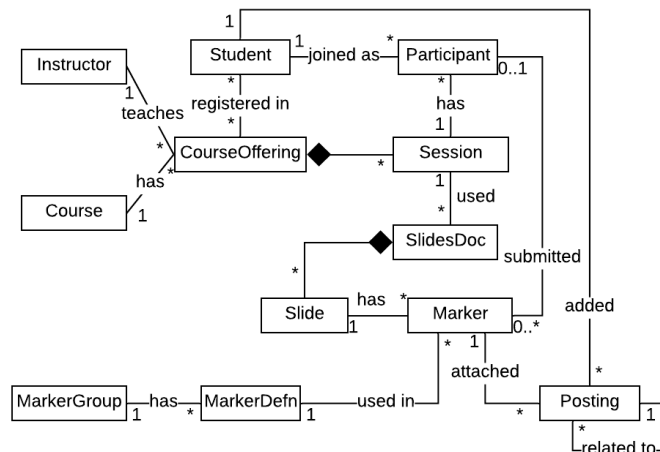 1
Student
1
joined as
*
Participant
0..1
Instructor
1
*
registered in
*
*
has
1
teaches
*
CourseOffering
*
Session
has
*
Course
1
1
used
*
SlidesDoc
submitted
*
has
*
Slide
1
Marker
0..*
added
*
1
attached
*
MarkerGroup
1
has
*
MarkerDefn
1
used in
*
Posting
1
*
related to